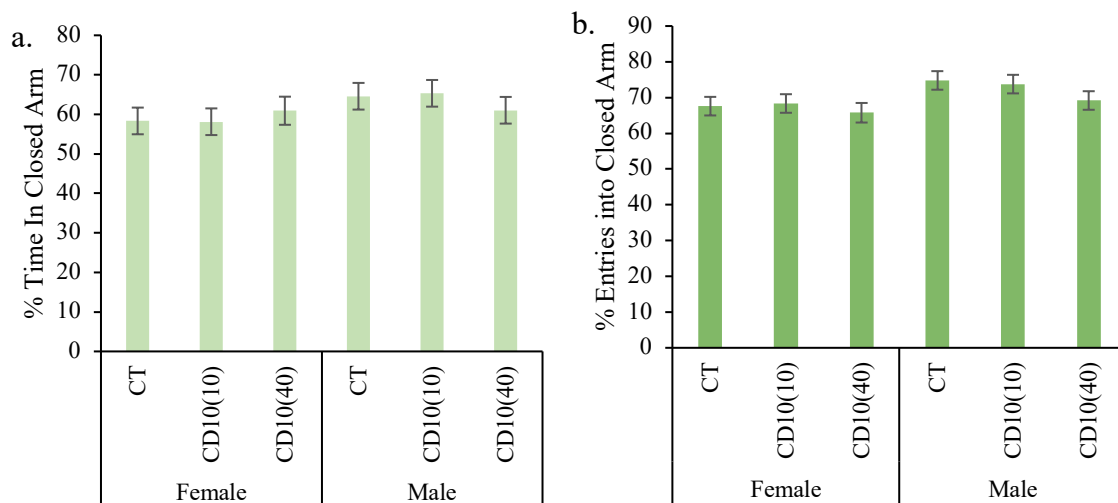 a.
% Time In Closed Arm
80
70
60
50
40
30
20
10
0
CT
CD10(10)
CD10(40)
CT
CD10(10)
CD10(40)
Female
Male
b.
% Entries into Closed Arm
90
80
70
60
50
40
30
20
10
0
CT
CD10(10)
CD10(40)
CT
CD10(10)
CD10(40)
Female
Male